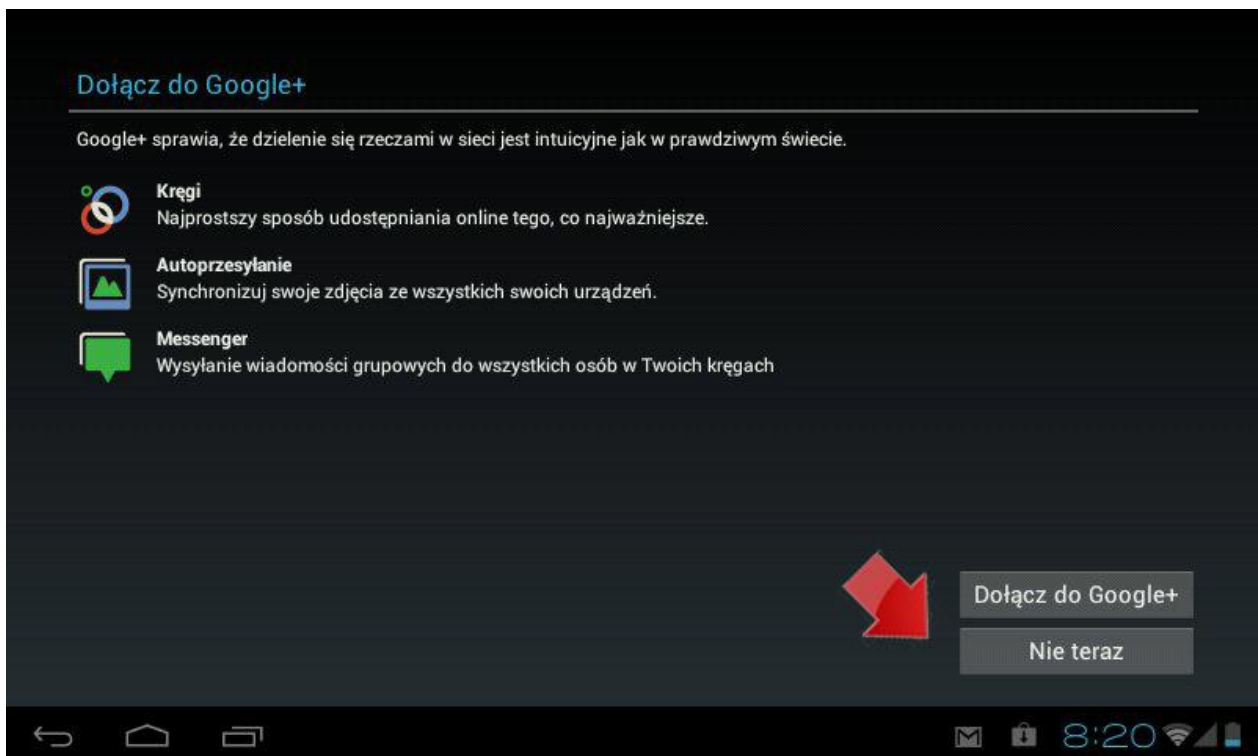 Dołącz do Google+
Google+ sprawia, że dzielenie się rzeczami w sieci jest intuicyjne jak w prawdziwym świecie.
Kręgi
Najprostszy sposób udostępniania online tego, co najważniejsze.
Autoprzesyłanie
Synchronizuj swoje zdjęcia ze wszystkich swoich urządzeń.
Messenger
Wysyłanie wiadomości grupowych do wszystkich osób w Twoich kręgach
Dołącz do Google+
Nie teraz
8:20